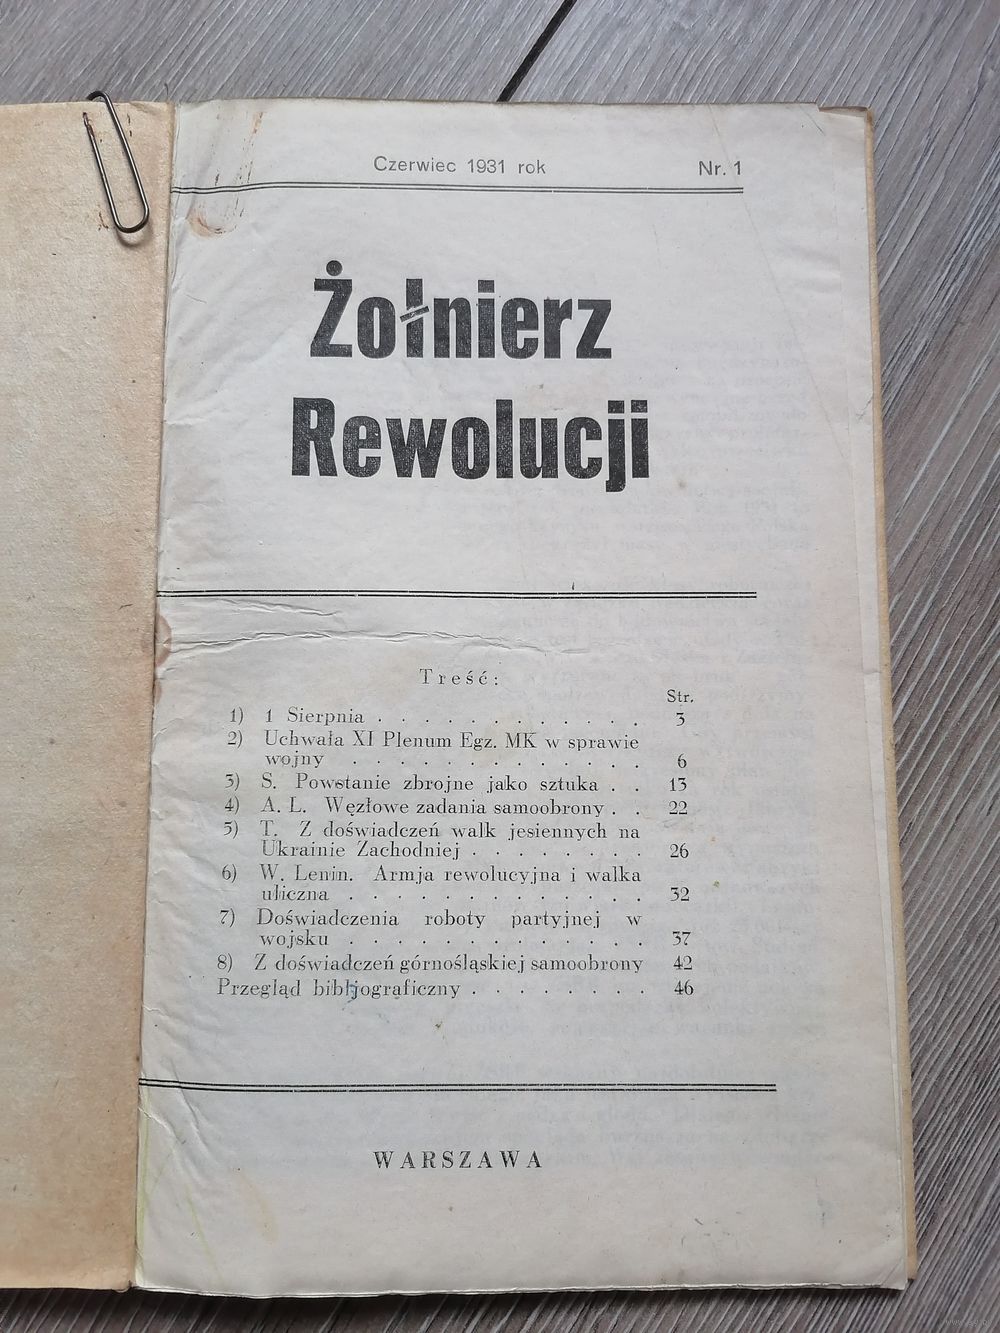 Czerwiec 1931 rok Nr. 1
Żołnierz
Rewolucji
Treść:
Str.
1) 1 Sierpnia . . . . . . . . . . . . 3
2) Uchwała XI Plenum Egz. MK w sprawie
wojny . . . . . . . . . . . . . 6
3) S. Powstanie zbrojne jako sztuka . . 13
4) A. L. Węzłowe zadania samoobrony . . 22
5) T. Z doświadczeń walk jesiennych na
Ukrainie Zachodniej . . . . . . . . 26
6) W. Lenin. Armja rewolucyjna i walka
uliczna . . . . . . . . . . . . . 32
7) Doświadczenia roboty partyjnej w
wojsku . . . . . . . . . . . . . 37
8) Z doświadczeń górnośląskiej samoobrony 42
Przegląd bibljograficzny . . . . . . . . 46
WARSZAWA